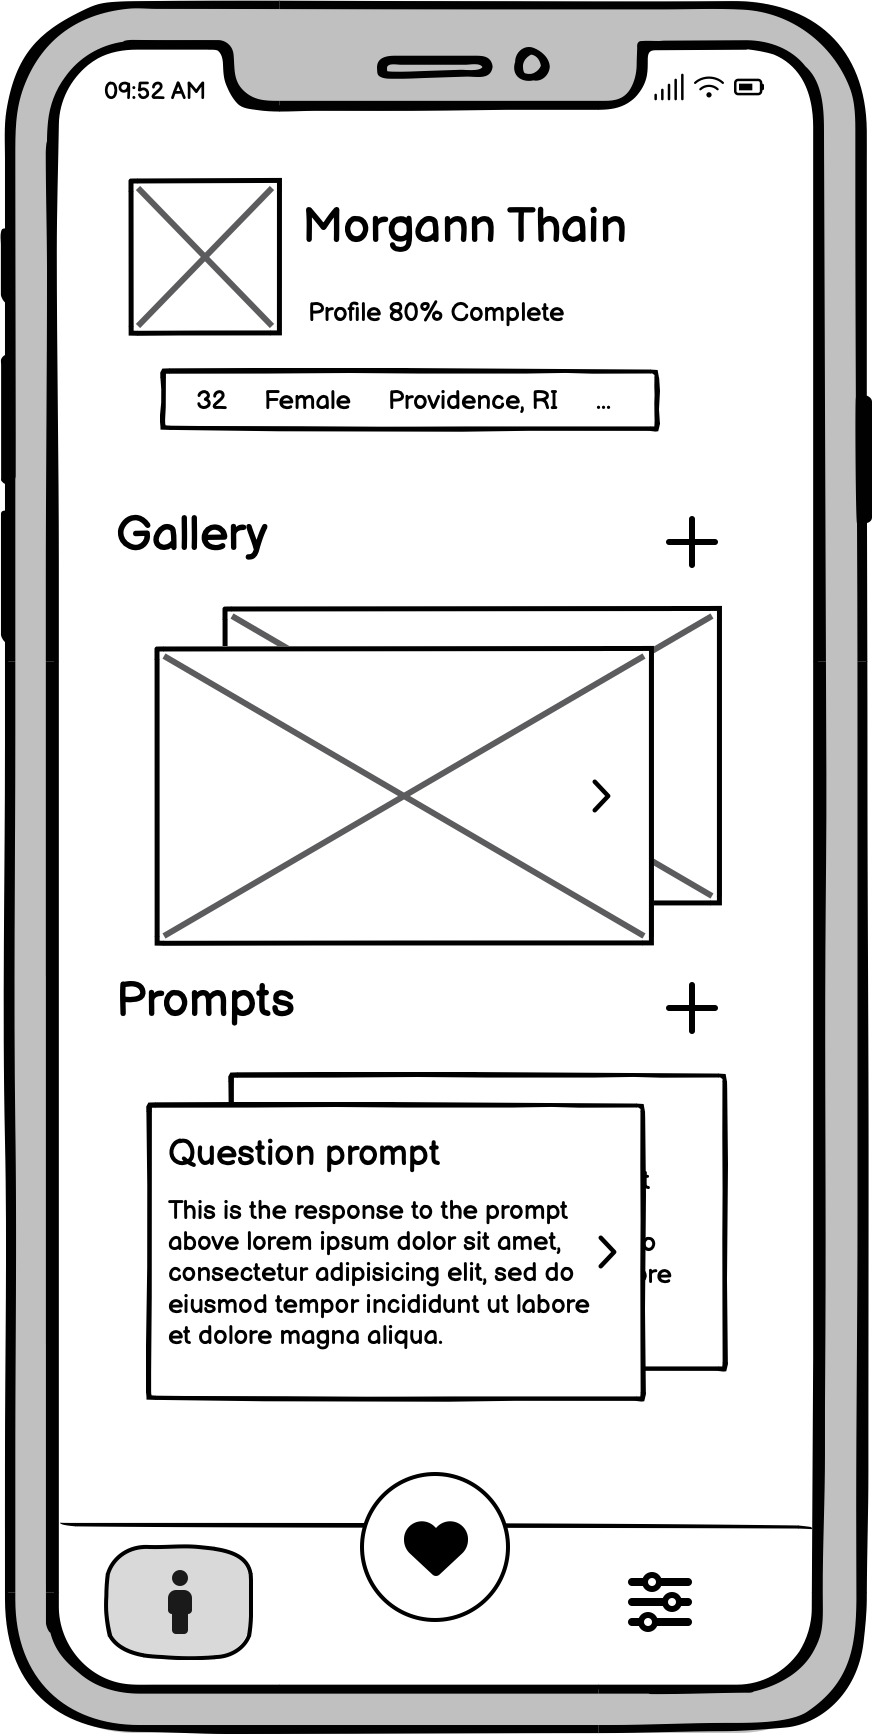 09:52 AM
Morgann Thain
Profile 80% Complete
32 Female Providence, RI ...
Gallery
Prompts
Question prompt
This is the response to the prompt
above lorem ipsum dolor sit amet,
consectetur adipisicing elit, sed do
eiusmod tempor incididunt ut labore
et dolore magna aliqua.